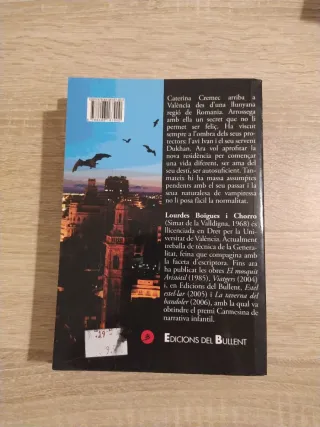 Caterina Crentec arriba a
València des d'una llunyana
regió de Romania. Arrossega
amb ella un secret que no li
permet ser feliç. Ha viscut
sempre a l'ombra dels seus pro-
tectors: l'avi Ivan i el seu servent
Dukhan. Ara vol aprofitar la
nova residència per començar
una vida diferent, ser ama del
seu destí, ser autosuficient. Tan-
mateix hi ha massa assumptes
pendents amb el seu passat i la
seua naturalesa de vampiressa
no li posa fàcil la normalitat.
Lourdes Boïgues i Chorro
(Simat de la Valldigna, 1968) és
llicenciada en Dret per la Uni-
versitat de València. Actualment
treballa de tècnica de la Genera-
litat, feina que compagina amb
la faceta d'escriptora. Fins ara
ha publicat les obres El mosquit
Aristòtil (1985), Viatgers (2004)
i, en Edicions del Bullent, Estel
estel·lar (2005) i La taverna del
bandoler (2006), amb la qual va
obtindre el premi Carmesina de
narrativa infantil.
EDICIONS DEL BULLENT